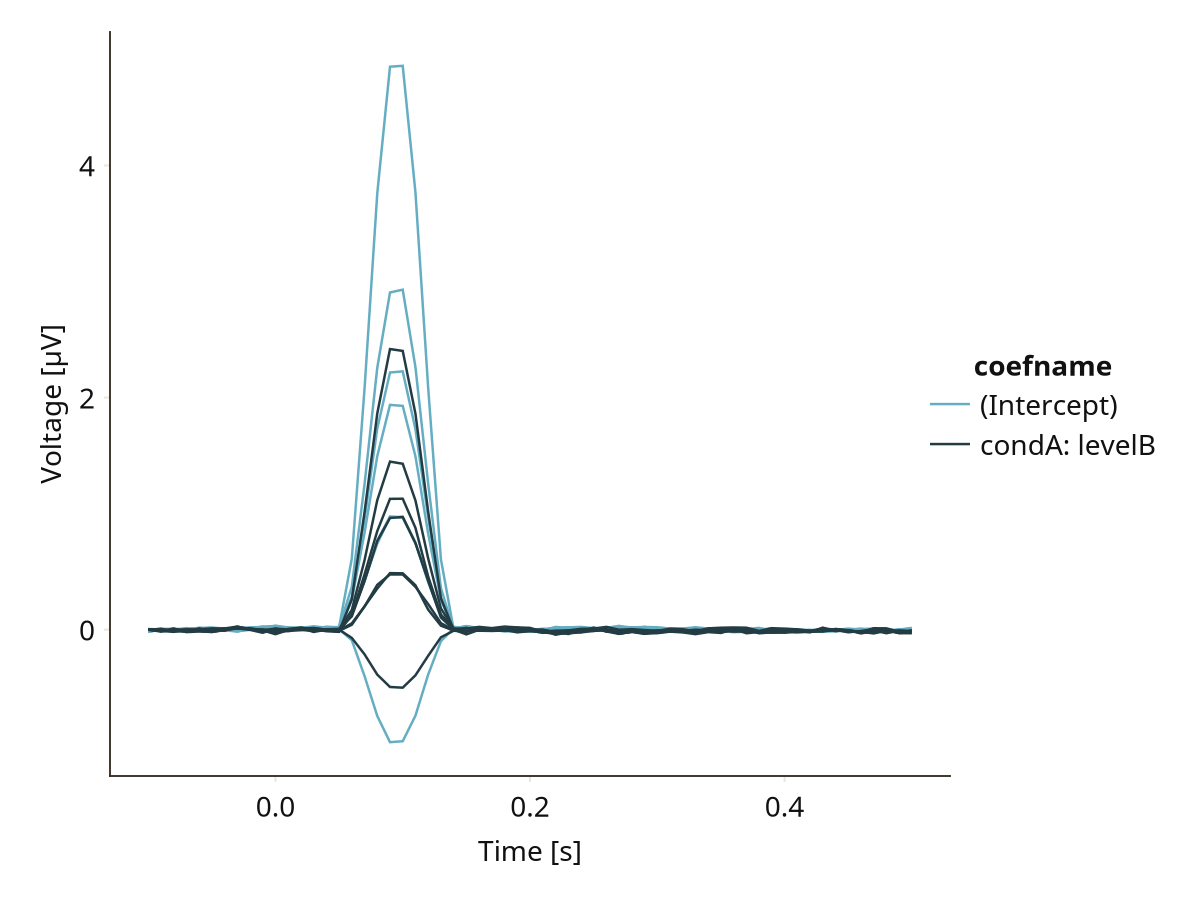 Voltage [µV]
4
2
0
0.0
0.2
0.4
Time [s]
coefname
(Intercept)
condA: levelB